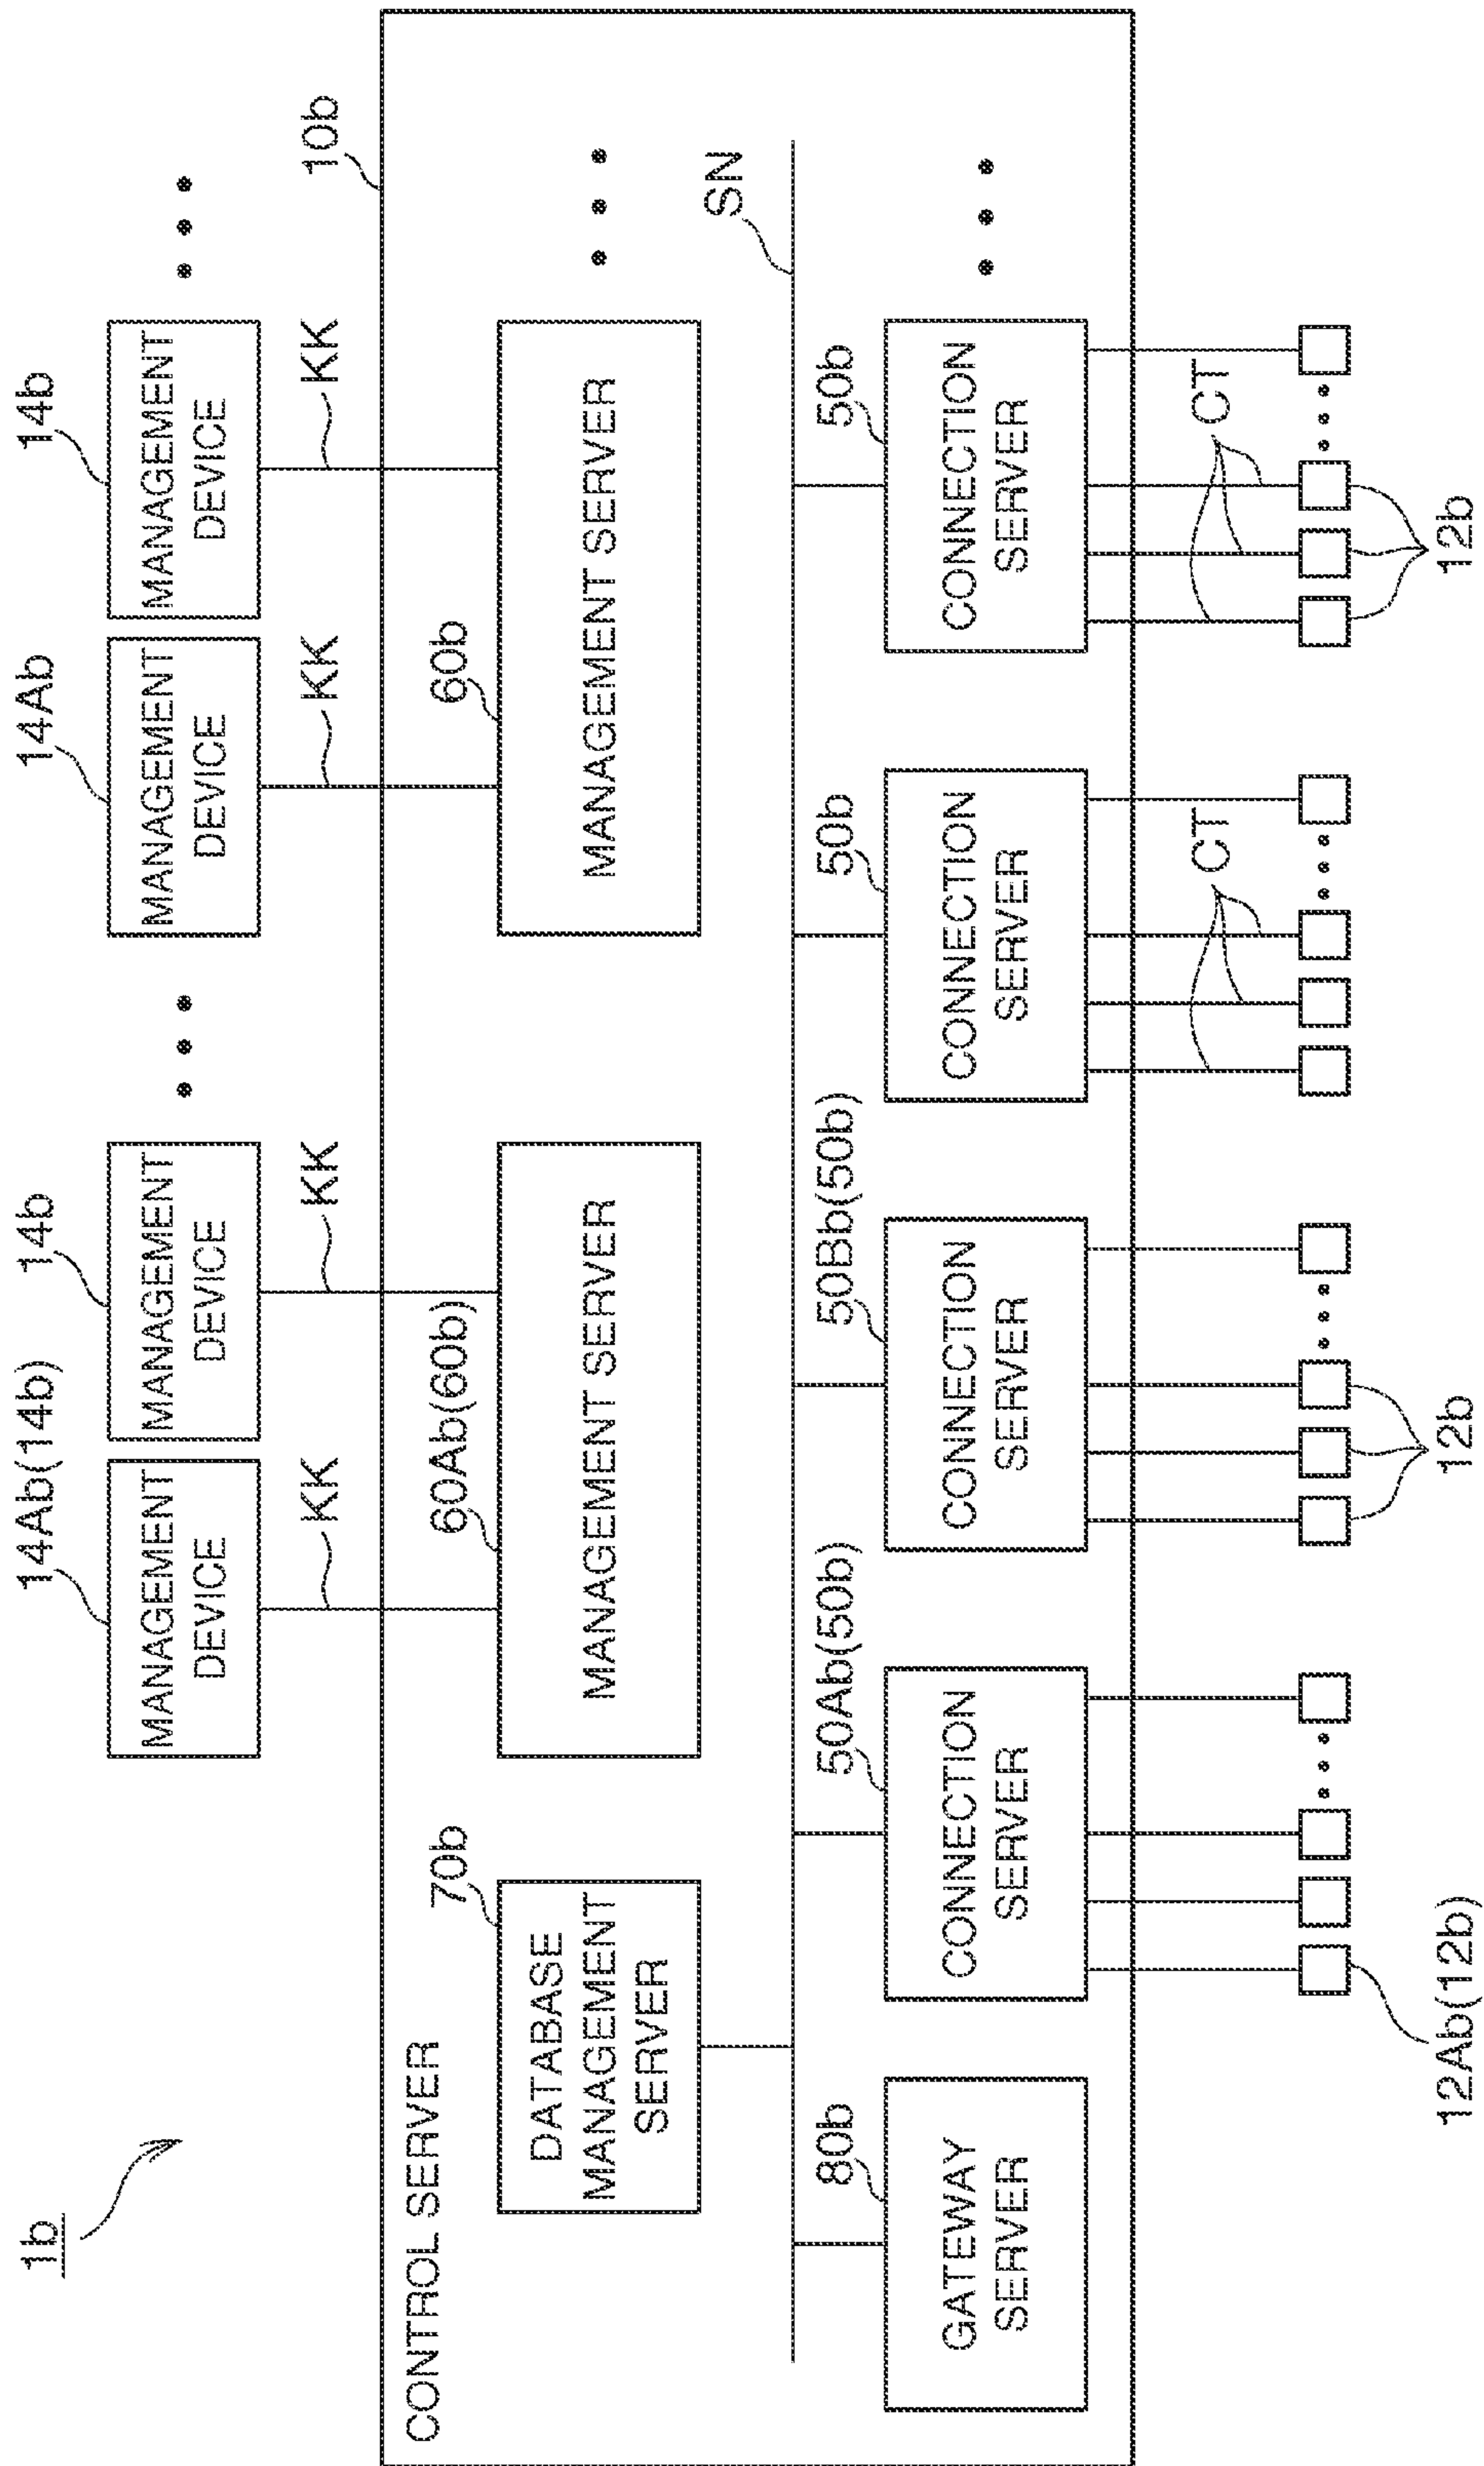 1b
14Ab(14b)
14b
14Ab
14b
MANAGEMENT
DEVICE
MANAGEMENT
DEVICE
MANAGEMENT
DEVICE
MANAGEMENT
DEVICE
KK
KK
KK
KK
10b
CONTROL SERVER
70b
60Ab(60b)
60b
DATABASE
MANAGEMENT
SERVER
MANAGEMENT SERVER
MANAGEMENT SERVER
SN
80b
50Ab(50b)
50Bb(50b)
50b
50b
GATEWAY
SERVER
CONNECTION
SERVER
CONNECTION
SERVER
CONNECTION
SERVER
CONNECTION
SERVER
CT
CT
12Ab(12b)
12b
12b